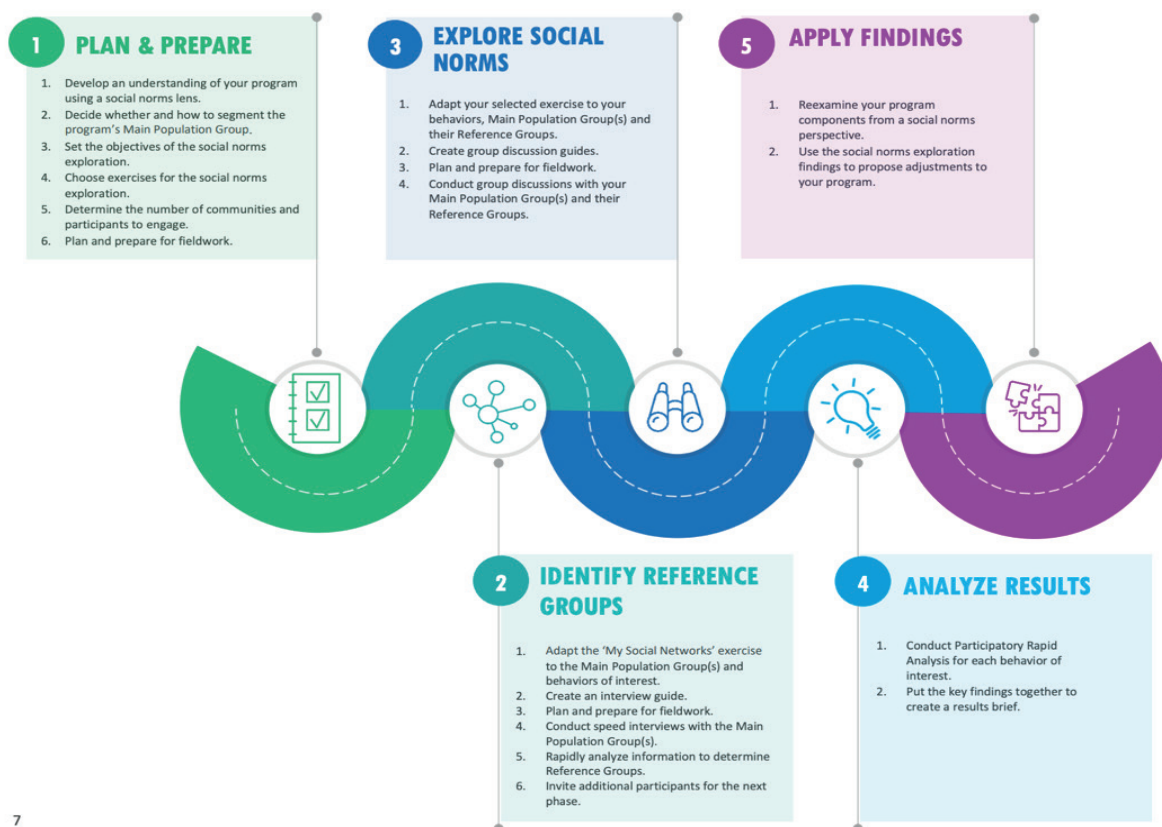 1
PLAN & PREPARE
1. Develop an understanding of your program
using a social norms lens.
2. Decide whether and how to segment the
program's Main Population Group.
3. Set the objectives of the social norms
exploration.
4. Choose exercises for the social norms
exploration.
5. Determine the number of communities and
participants to engage.
6. Plan and prepare for fieldwork.
3
EXPLORE SOCIAL
NORMS
1. Adapt your selected exercise to your
behaviors, Main Population Group(s) and
their Reference Groups.
2. Create group discussion guides.
3. Plan and prepare for fieldwork.
4. Conduct group discussions with your
Main Population Group(s) and their
Reference Groups.
5
APPLY FINDINGS
1. Reexamine your program
components from a social norms
perspective.
2. Use the social norms exploration
findings to propose adjustments to
your program.
2
IDENTIFY REFERENCE
GROUPS
1. Adapt the ‘My Social Networks’ exercise
to the Main Population Group(s) and
behaviors of interest.
2. Create an interview guide.
3. Plan and prepare for fieldwork.
4. Conduct speed interviews with the Main
Population Group(s).
5. Rapidly analyze information to determine
Reference Groups.
6. Invite additional participants for the next
phase.
4
ANALYZE RESULTS
1. Conduct Participatory Rapid
Analysis for each behavior of
interest.
2. Put the key findings together to
create a results brief.
7